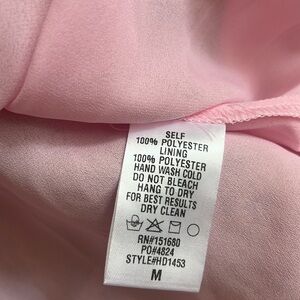 SELF
100% POLYESTER
LINING
100% POLYESTER
HAND WASH COLD
DO NOT BLEACH
HANG TO DRY
FOR BEST RESULTS
DRY CLEAN
RN#151680
PO#4824
STYLE#HD1453
M